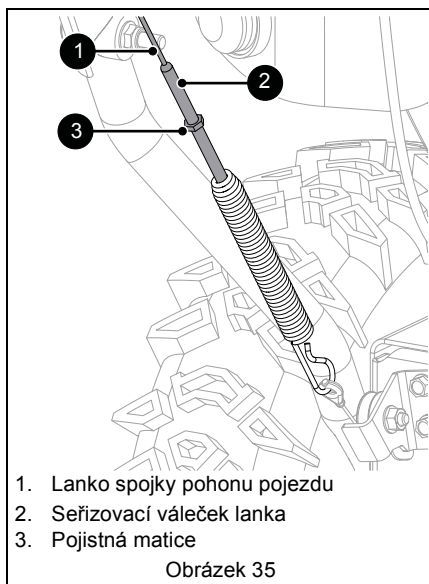 1
2
3
1. Lanko spojky pohonu pojezdu
2. Seřizovací váleček lanka
3. Pojistná matice
Obrázek 35